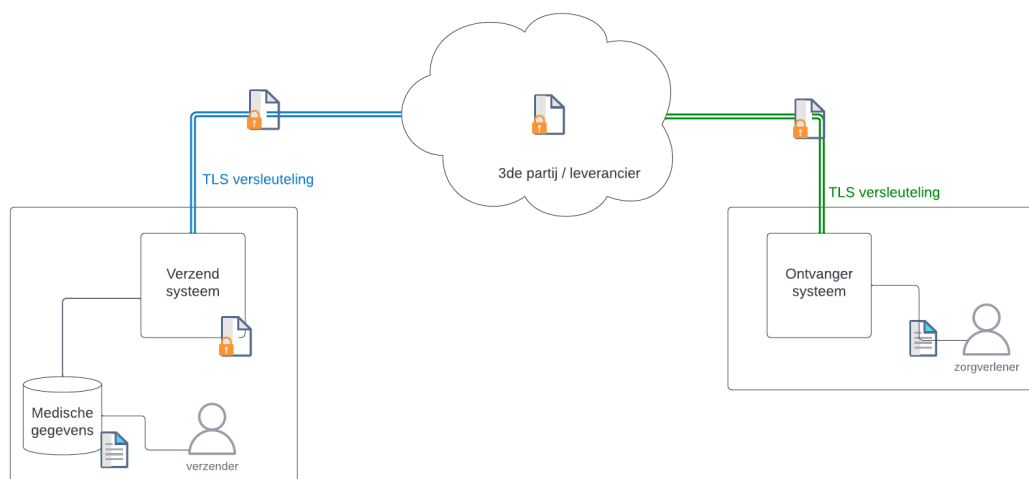 3de partij / leverancier
TLS versleuteling
TLS versleuteling
Verzend
systeem
Ontvanger
systeem
zorgverlener
Medische
gegevens
verzender